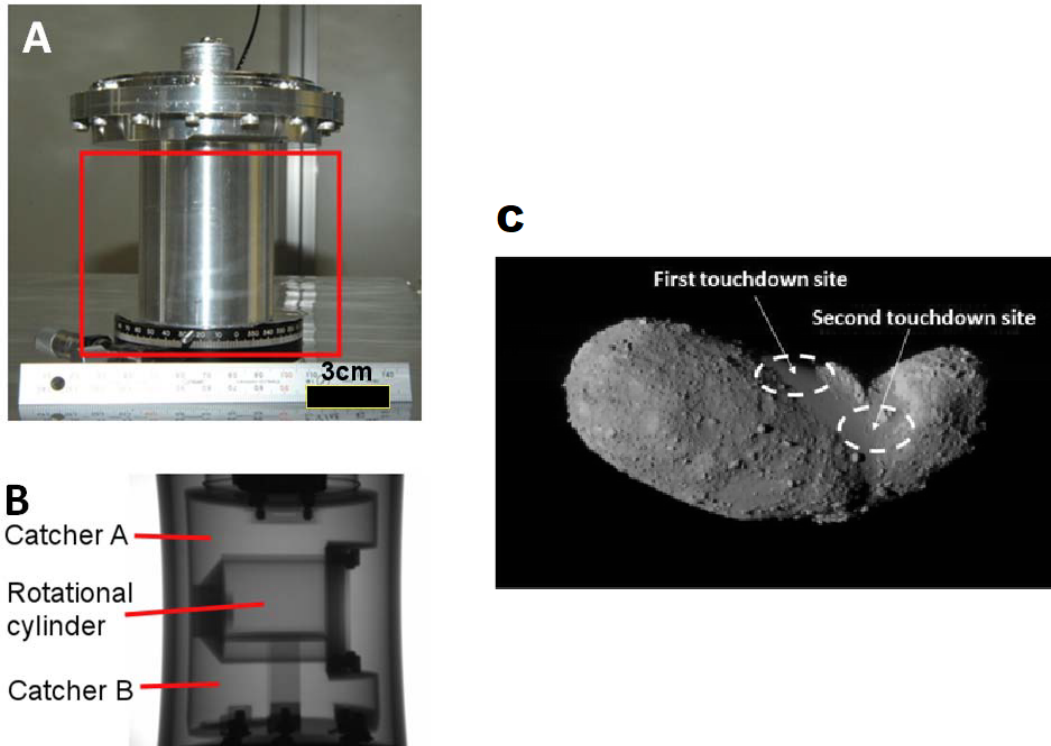 A
3cm
B
Catcher A
Rotational
cylinder
Catcher B
C
First touchdown site
Second touchdown site